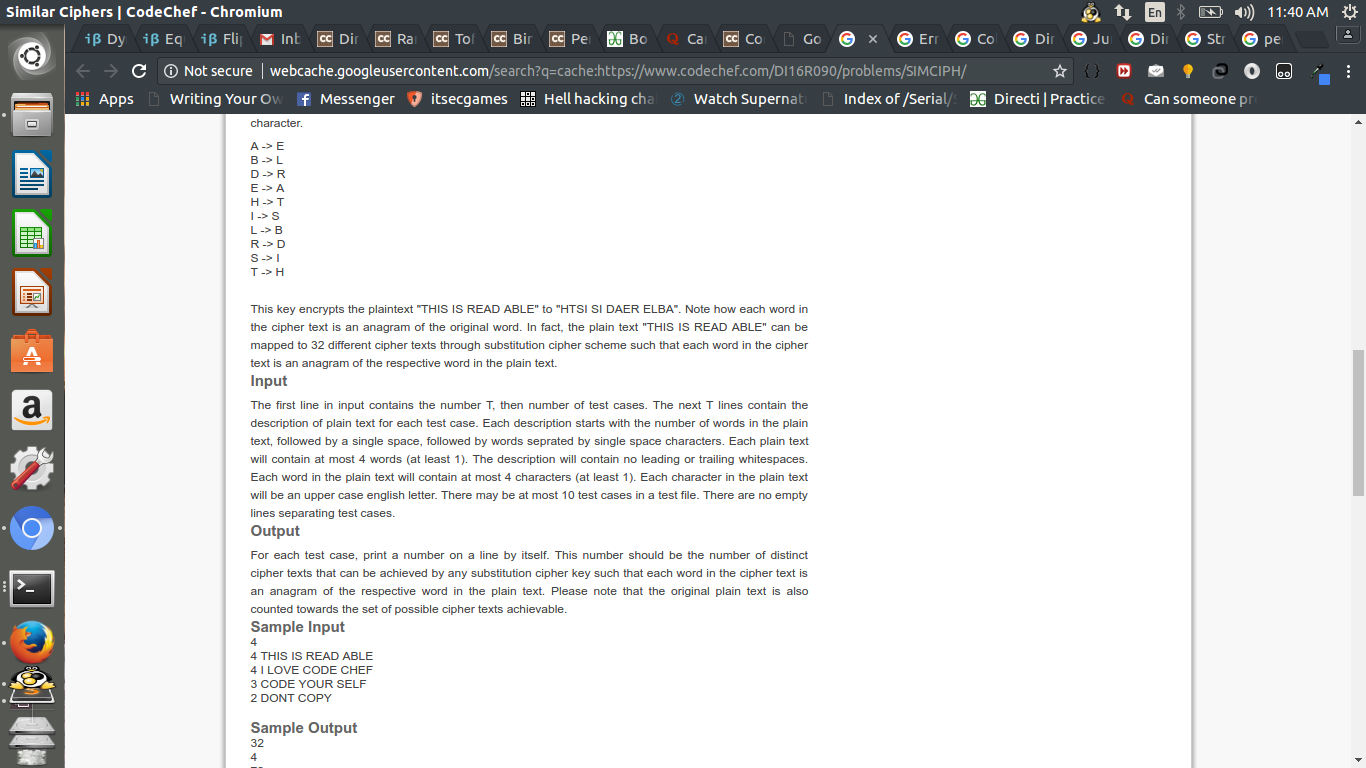 Similar Ciphers | CodeChef - Chromium
En
11:40 AM
Dy
Eq
Fli
Int
Dir
Ra
Tol
Bir
Pe
Bo
Ca
Co
Go
Err
Co
Dir
Ju
Dir
Str
pe
Not secure | webcache.googleusercontent.com/search?q=cache:https://www.codechef.com/DI16R090/problems/SIMCIPH/
Apps
Writing Your Ow
Messenger
itsecgames
Hell hacking cha
Watch Supernat
Index of /Serial/
Directi | Practice
Can someone pr
character.
A -> E
B -> L
D -> R
E -> A
H -> T
I -> S
L -> B
R -> D
S -> I
T -> H
This key encrypts the plaintext "THIS IS READ ABLE" to "HTSI SI DAER ELBA". Note how each word in
the cipher text is an anagram of the original word. In fact, the plain text "THIS IS READ ABLE" can be
mapped to 32 different cipher texts through substitution cipher scheme such that each word in the cipher
text is an anagram of the respective word in the plain text.
Input
The first line in input contains the number T, then number of test cases. The next T lines contain the
description of plain text for each test case. Each description starts with the number of words in the plain
text, followed by a single space, followed by words seprated by single space characters. Each plain text
will contain at most 4 words (at least 1). The description will contain no leading or trailing whitespaces.
Each word in the plain text will contain at most 4 characters (at least 1). Each character in the plain text
will be an upper case english letter. There may be at most 10 test cases in a test file. There are no empty
lines separating test cases.
Output
For each test case, print a number on a line by itself. This number should be the number of distinct
cipher texts that can be achieved by any substitution cipher key such that each word in the cipher text is
an anagram of the respective word in the plain text. Please note that the original plain text is also
counted towards the set of possible cipher texts achievable.
Sample Input
4
4 THIS IS READ ABLE
4 I LOVE CODE CHEF
3 CODE YOUR SELF
2 DONT COPY
Sample Output
32
4